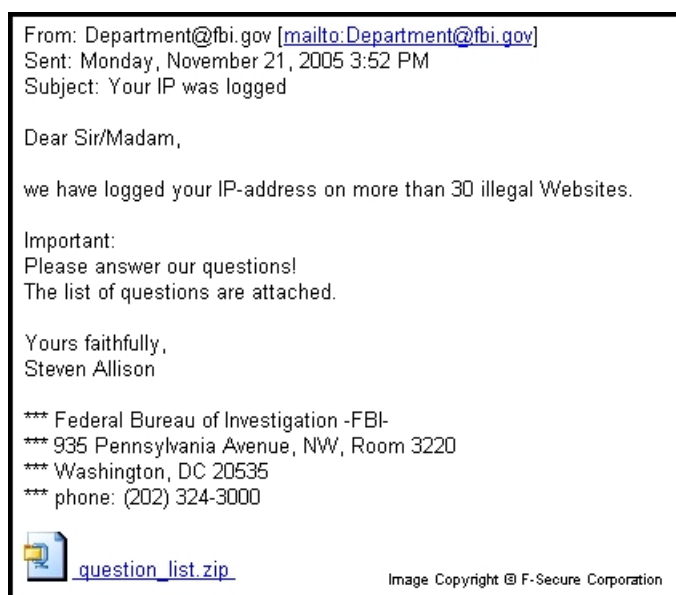 From: Department@fbi.gov [mailto:Department@fbi.gov]
Sent: Monday, November 21, 2005 3:52 PM
Subject: Your IP was logged
Dear Sir/Madam,
we have logged your IP-address on more than 30 illegal Websites.
Important:
Please answer our questions!
The list of questions are attached.
Yours faithfully,
Steven Allison
*** Federal Bureau of Investigation -FBI-
*** 935 Pennsylvania Avenue, NW, Room 3220
*** Washington, DC 20535
*** phone: (202) 324-3000
question_list.zip
Image Copyright © F-Secure Corporation